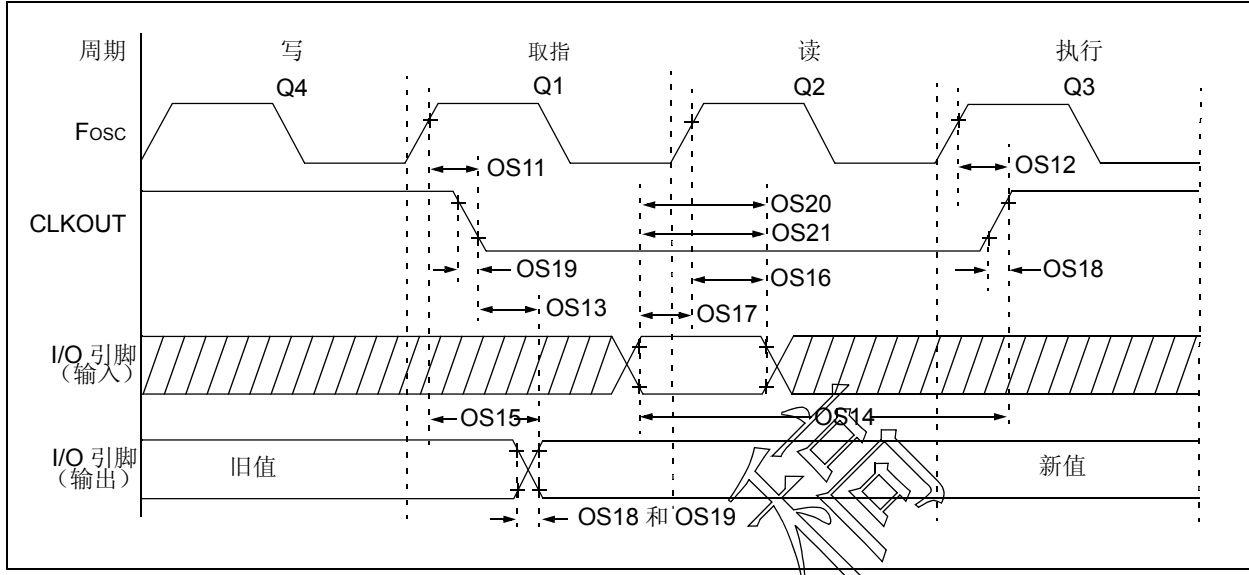 周期 写 取指 读 执行
Q4 Q1 Q2 Q3
Fosc
OS11 OS12
CLKOUT
OS20
OS21
OS19 OS16 OS18
OS13 OS17
I/O 引脚
(输入)
OS15 OS14
I/O 引脚
(输出)
旧值 新值
OS18 和 OS19